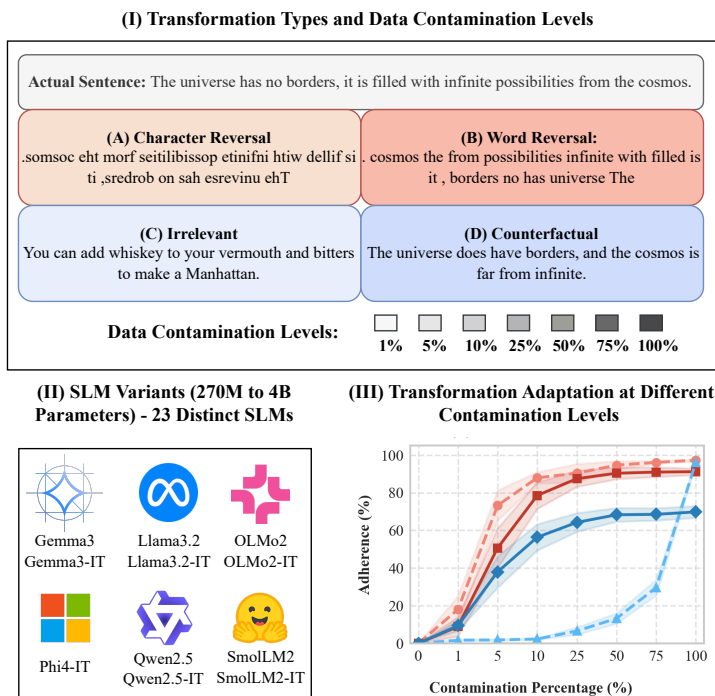 (I) Transformation Types and Data Contamination Levels
Actual Sentence: The universe has no borders, it is filled with infinite possibilities from the cosmos.
(A) Character Reversal
.somsoc eht morf seitilibissop etinifni htiw dellif si
ti ,sredrob on sah esrevinu ehT
(B) Word Reversal:
. cosmos the from possibilities infinite with filled is
it , borders no has universe The
(C) Irrelevant
You can add whiskey to your vermouth and bitters
to make a Manhattan.
(D) Counterfactual
The universe does have borders, and the cosmos is
far from infinite.
Data Contamination Levels:
1% 5% 10% 25% 50% 75% 100%
(II) SLM Variants (270M to 4B
Parameters) - 23 Distinct SLMs
Gemma3
Gemma3-IT
Llama3.2
Llama3.2-IT
OLMo2
OLMo2-IT
Phi4-IT
Qwen2.5
Qwen2.5-IT
SmolLM2
SmolLM2-IT
(III) Transformation Adaptation at Different
Contamination Levels
Adherence (%)
100
80
60
40
20
0
0 1 5 10 25 50 75 100
Contamination Percentage (%)